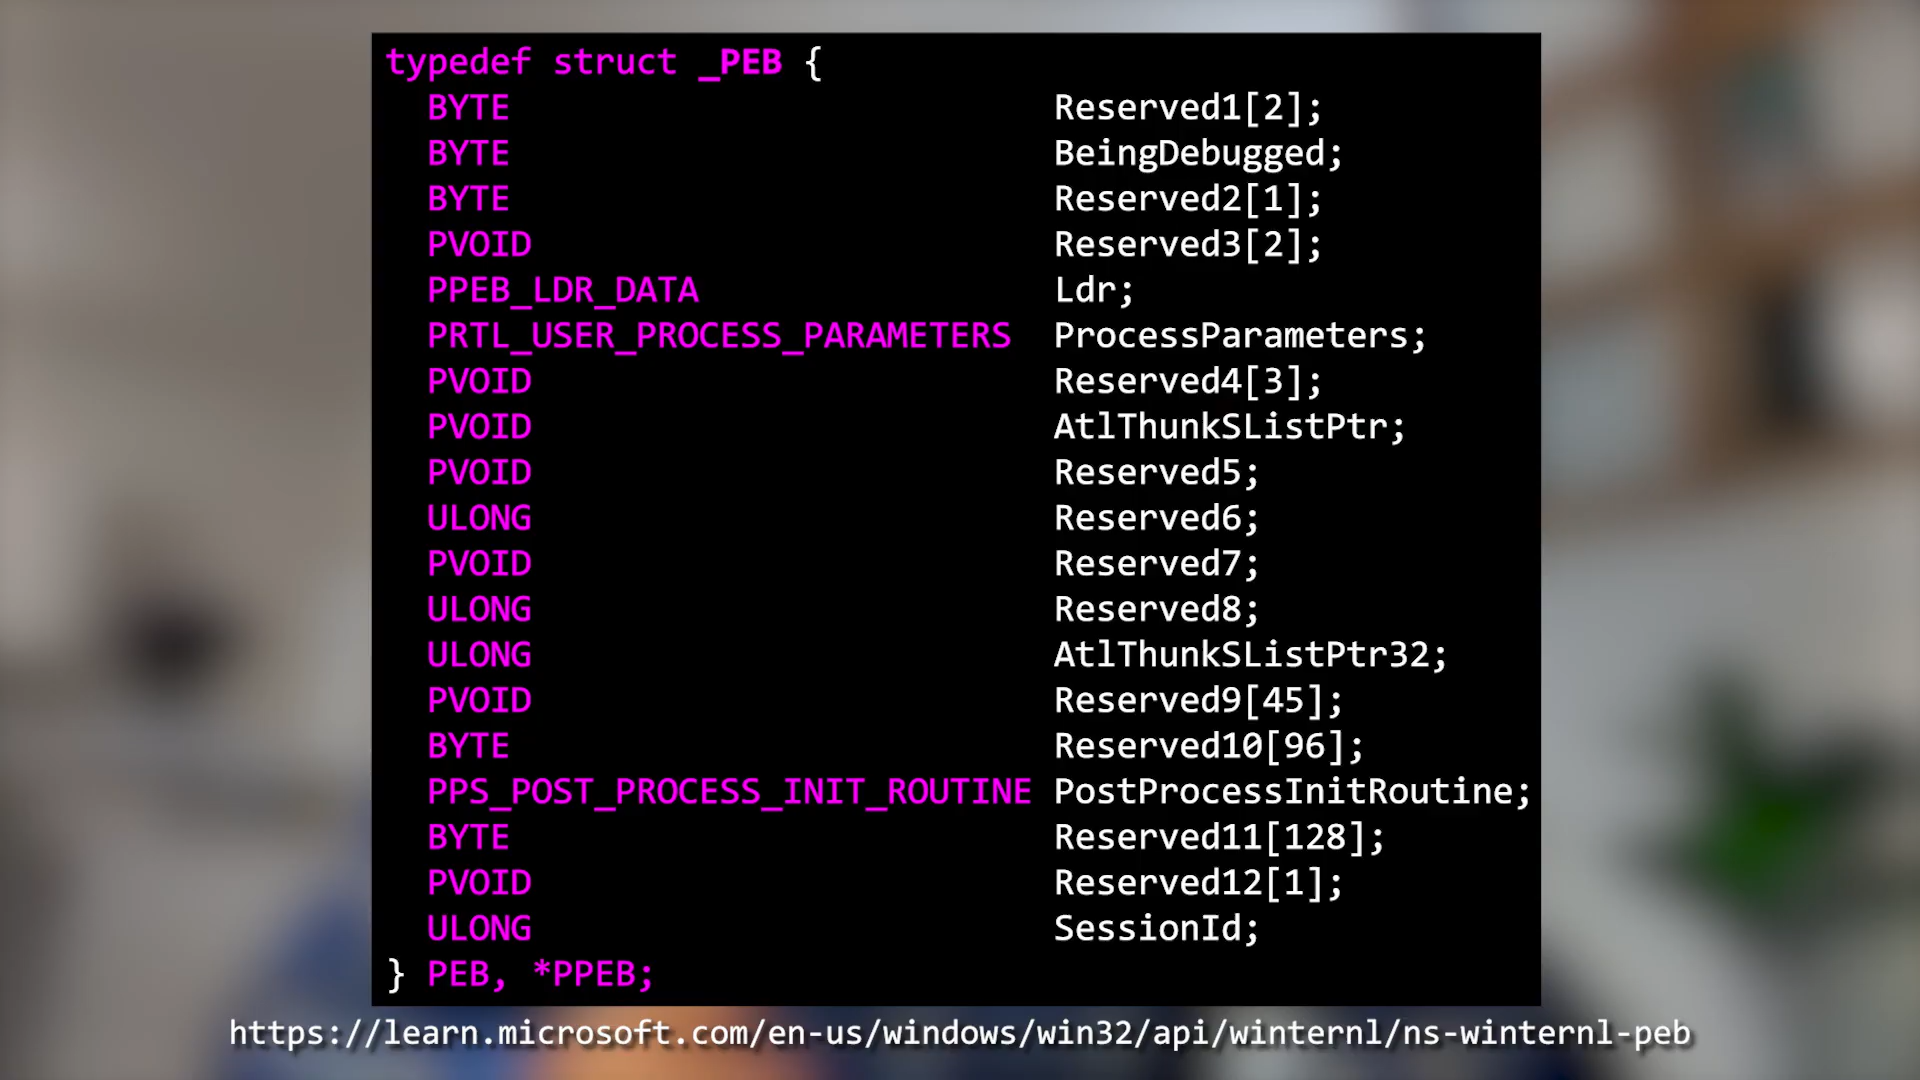 typedef struct _PEB {
BYTE Reserved1[2];
BYTE BeingDebugged;
BYTE Reserved2[1];
PVOID Reserved3[2];
PPEB_LDR_DATA Ldr;
PRTL_USER_PROCESS_PARAMETERS ProcessParameters;
PVOID Reserved4[3];
PVOID AtlThunkSListPtr;
PVOID Reserved5;
ULONG Reserved6;
PVOID Reserved7;
ULONG Reserved8;
ULONG AtlThunkSListPtr32;
PVOID Reserved9[45];
BYTE Reserved10[96];
PPS_POST_PROCESS_INIT_ROUTINE PostProcessInitRoutine;
BYTE Reserved11[128];
PVOID Reserved12[1];
ULONG SessionId;
} PEB, *PPEB;
https://learn.microsoft.com/en-us/windows/win32/api/winternl/ns-winternl-peb